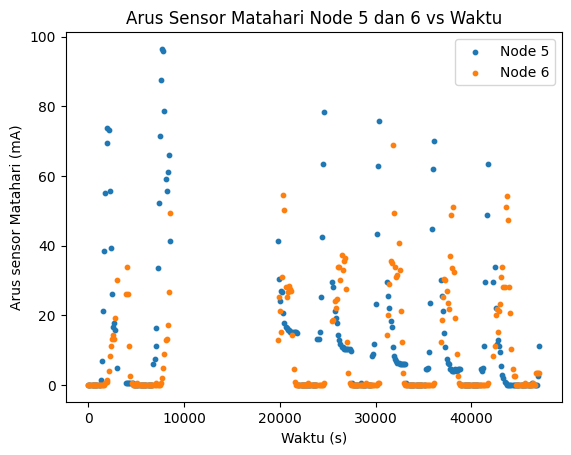 Arus Sensor Matahari Node 5 dan 6 vs Waktu
Node 5
Node 6
Arus sensor Matahari (mA)
100
80
60
40
20
0
0
10000
20000
30000
40000
Waktu (s)